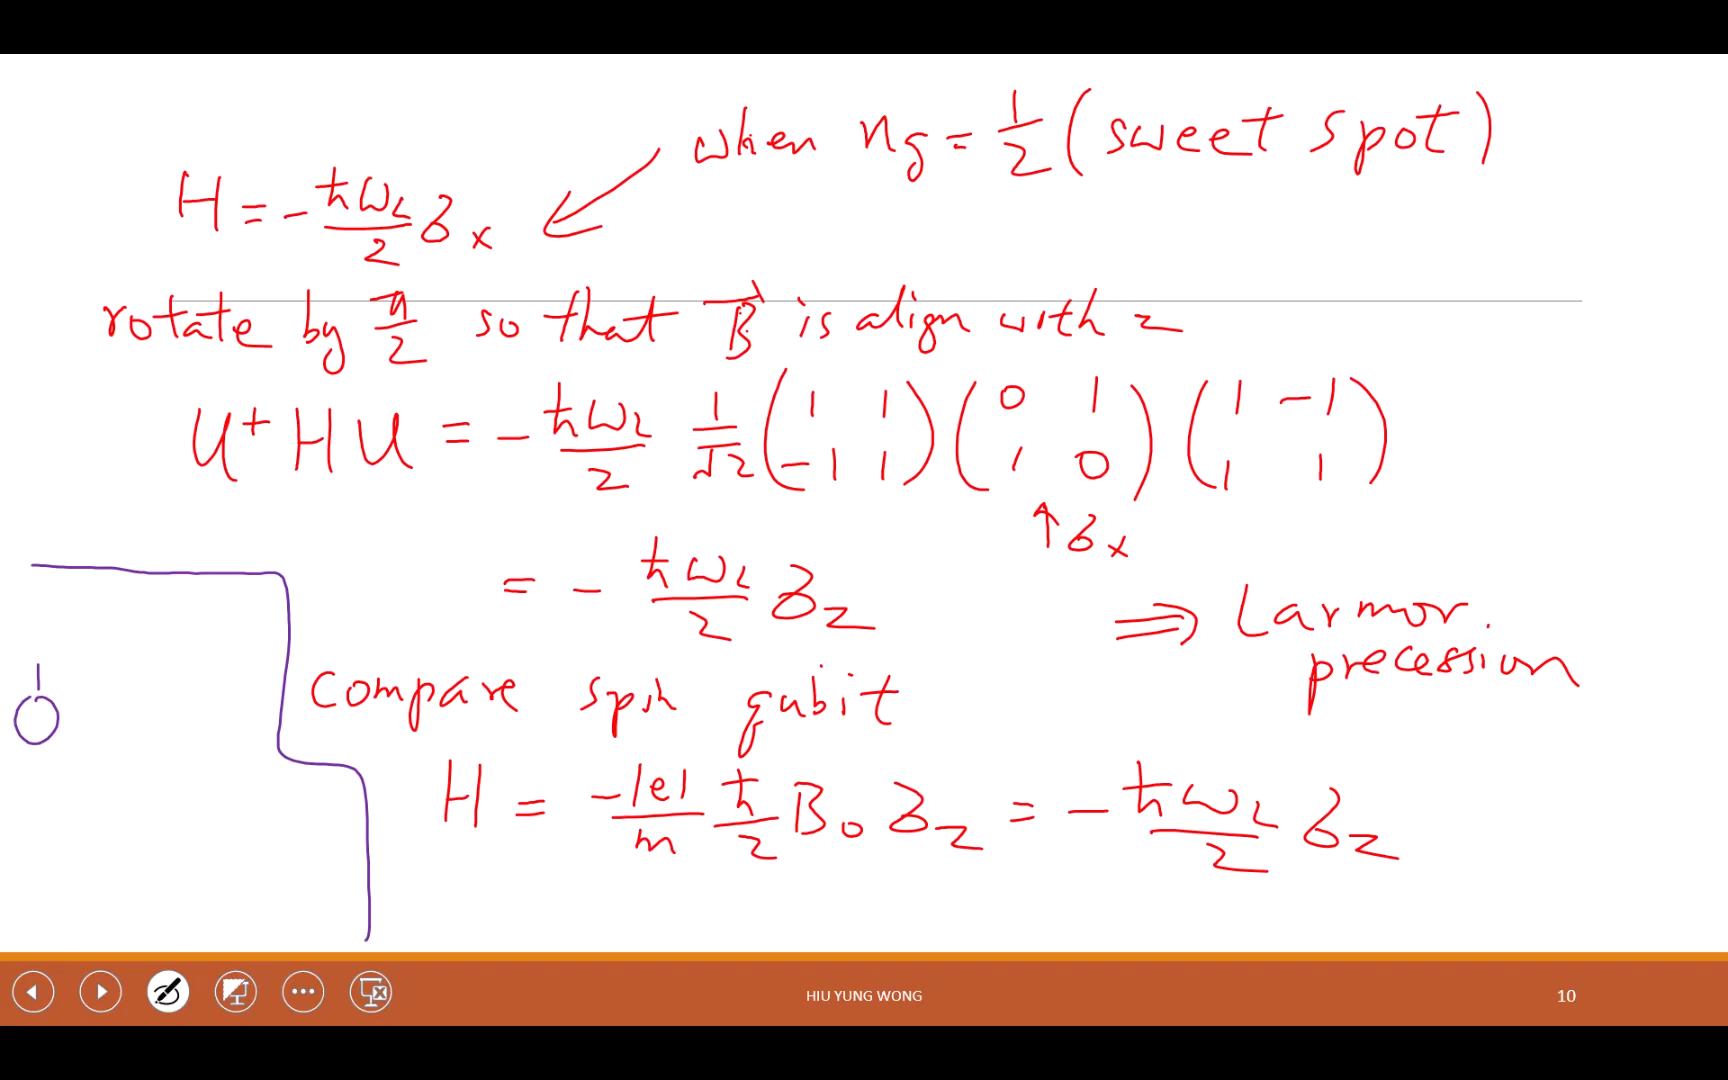 when n_g = 1/2 (sweet spot)
H = - ħω_L/2 σ_x
rotate by π/2 so that B⃗ is align with z
U⁺ H U = - ħω_L/2 1/√2 ( 1 1 ; -1 1 ) ( 0 1 ; 1 0 ) ( 1 -1 ; 1 1 )
↑ σ_x
= - ħω_L/2 σ_z
⇒ Larmor precession
compare spin qubit
H = -|e|/m ħ/2 B_0 σ_z = - ħω_L/2 σ_z
HIU YUNG WONG
10